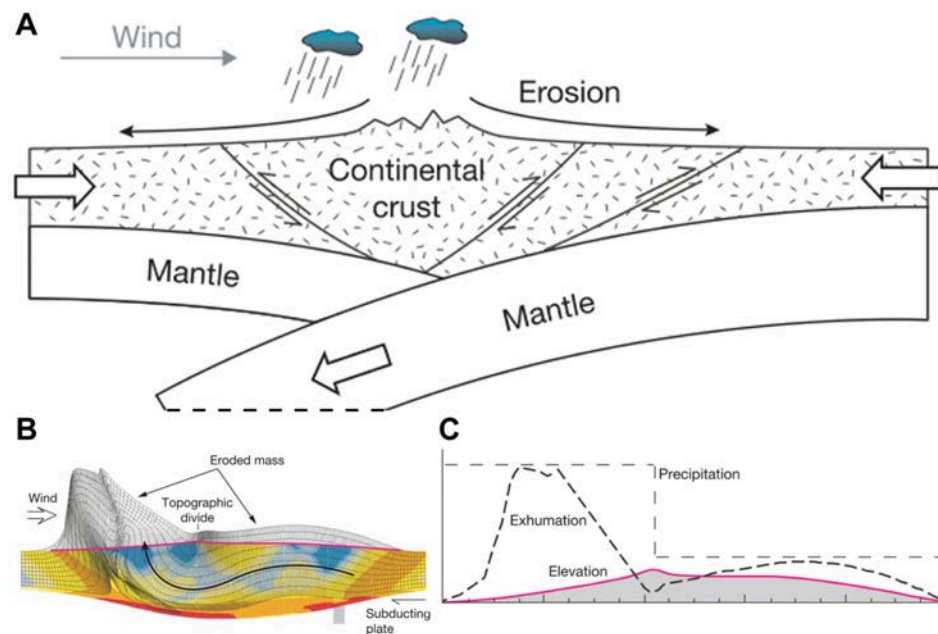 A
Wind
Erosion
Continental
crust
Mantle
Mantle
B
Eroded mass
Wind
Topographic
divide
Subducting
plate
C
Precipitation
Exhumation
Elevation